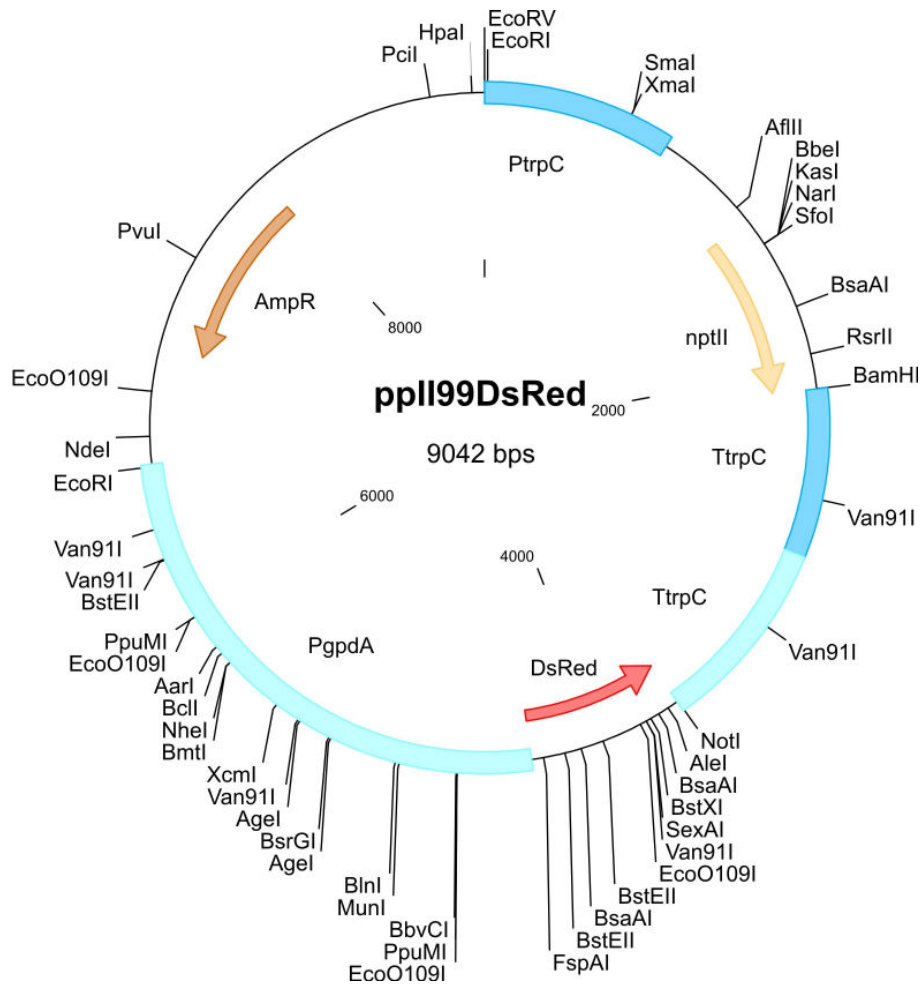 HpaI
EcoRV
EcoRI
PciI
SmaI
XmaI
AflII
BbeI
KasI
NarI
SfoI
PtrpC
PvuI
AmpR
8000
nptII
BsaAI
RsrII
BamHI
EcoO109I
ppII99DsRed
2000
9042 bps
TtrpC
NdeI
EcoRI
6000
Van91I
Van91I
Van91I
BstEII
4000
TtrpC
PpuMI
EcoO109I
PgpdA
DsRed
Van91I
AarI
BclI
NheI
BmtI
XcmI
Van91I
AgeI
BsrGI
AgeI
NotI
AleI
BsaAI
BstXI
SexAI
Van91I
EcoO109I
BlnI
MunI
BstEII
BsaAI
BstEII
FspAI
BbvCI
PpuMI
EcoO109I